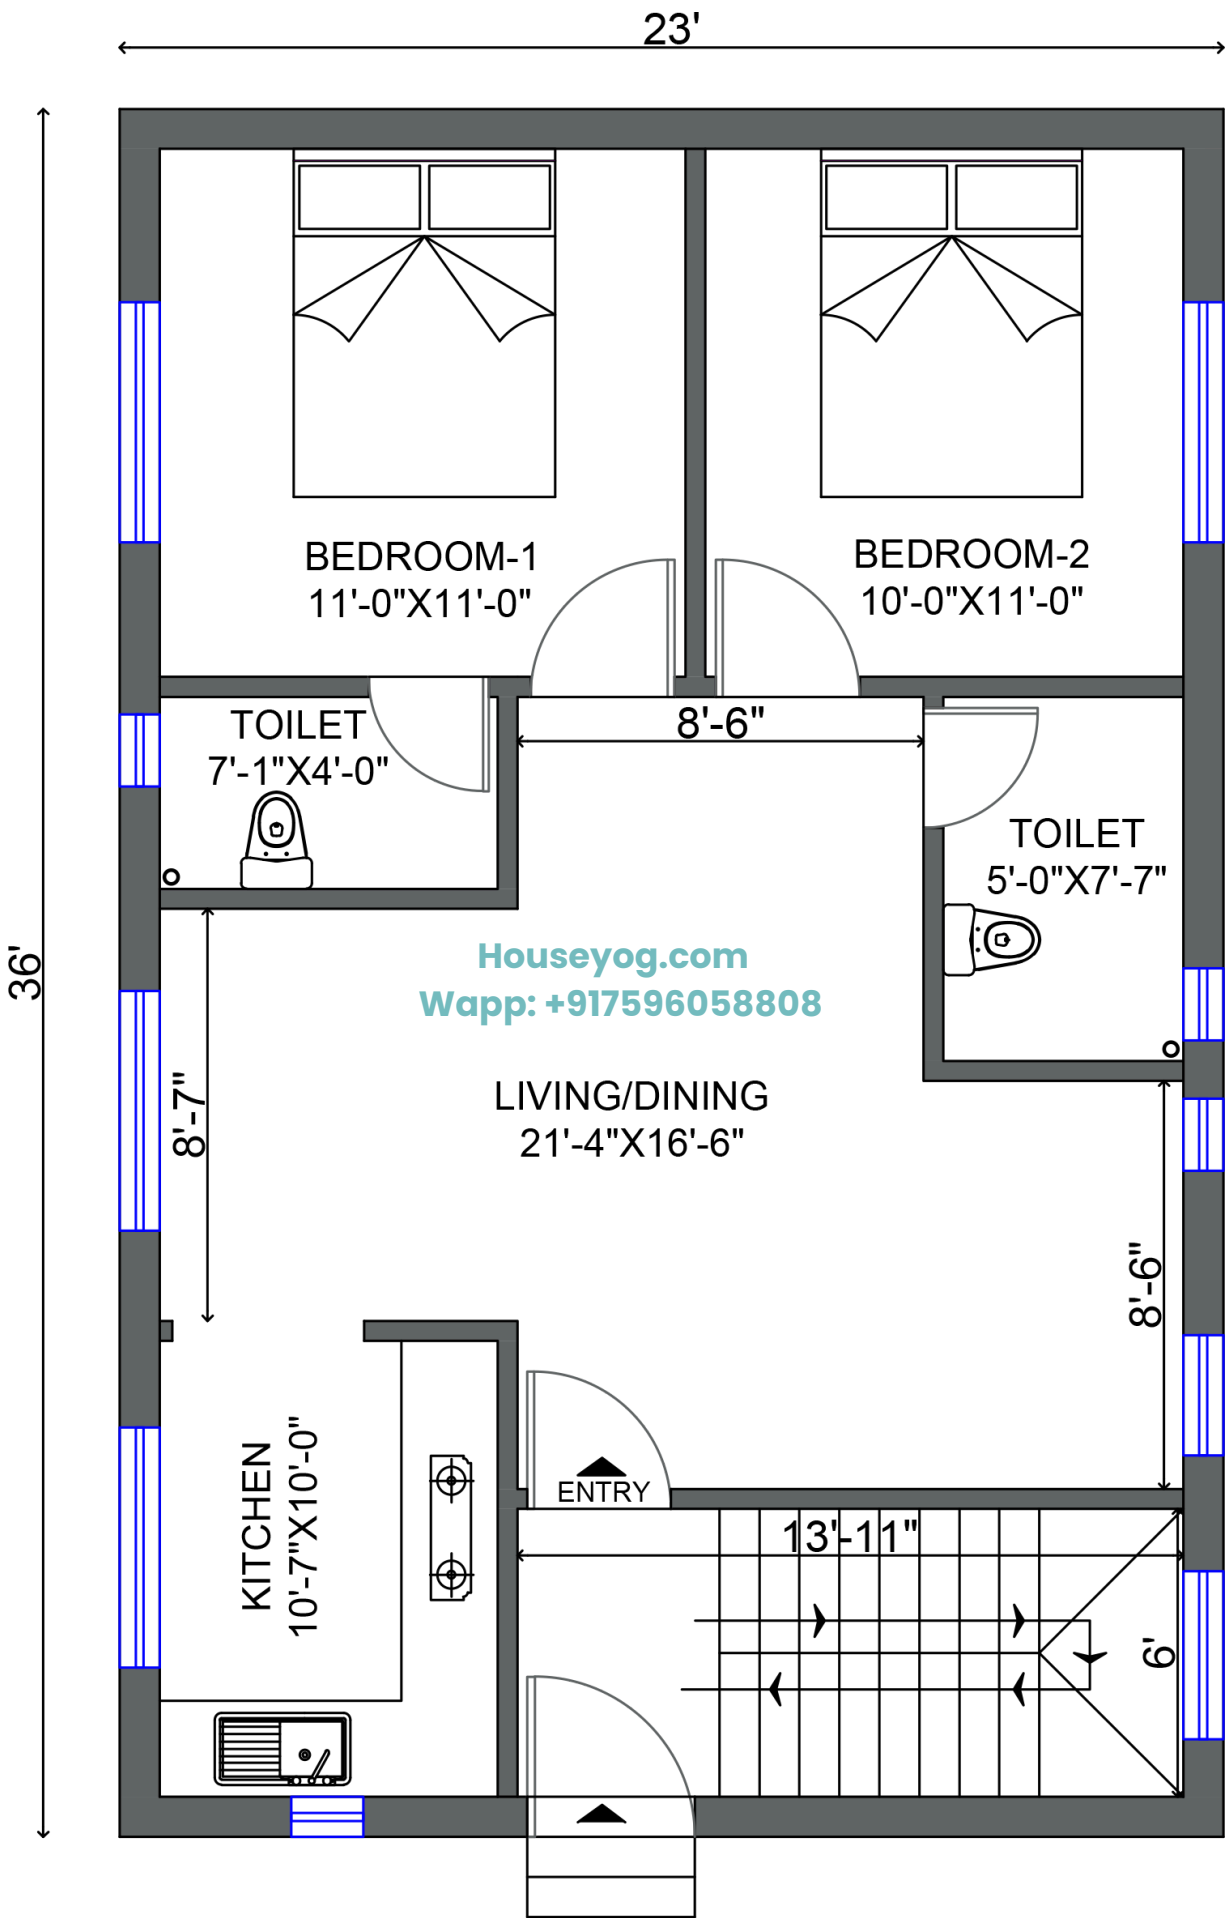 23'
BEDROOM-1
11'-0"X11'-0"
BEDROOM-2
10'-0"X11'-0"
TOILET
7'-1"X4'-0"
8'-6"
TOILET
5'-0"X7'-7"
36'
Houseyog.com
Wapp: +917596058808
8'-7"
LIVING/DINING
21'-4"X16'-6"
8'-6"
KITCHEN
10'-7"X10'-0"
ENTRY
13'-11"
6'